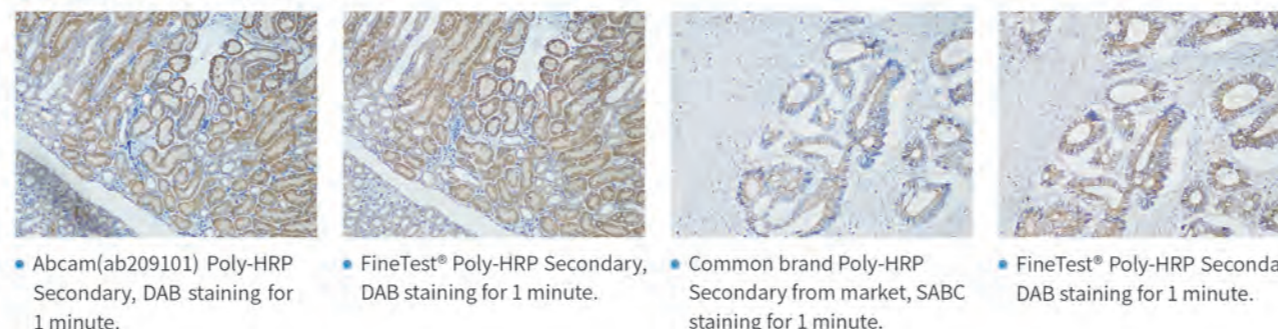 Abcam(ab209101) Poly-HRP
Secondary, DAB staining for
1 minute.
FineTest® Poly-HRP Secondary,
DAB staining for 1 minute.
Common brand Poly-HRP
Secondary from market, SABC
staining for 1 minute.
FineTest® Poly-HRP Seconda
DAB staining for 1 minute.